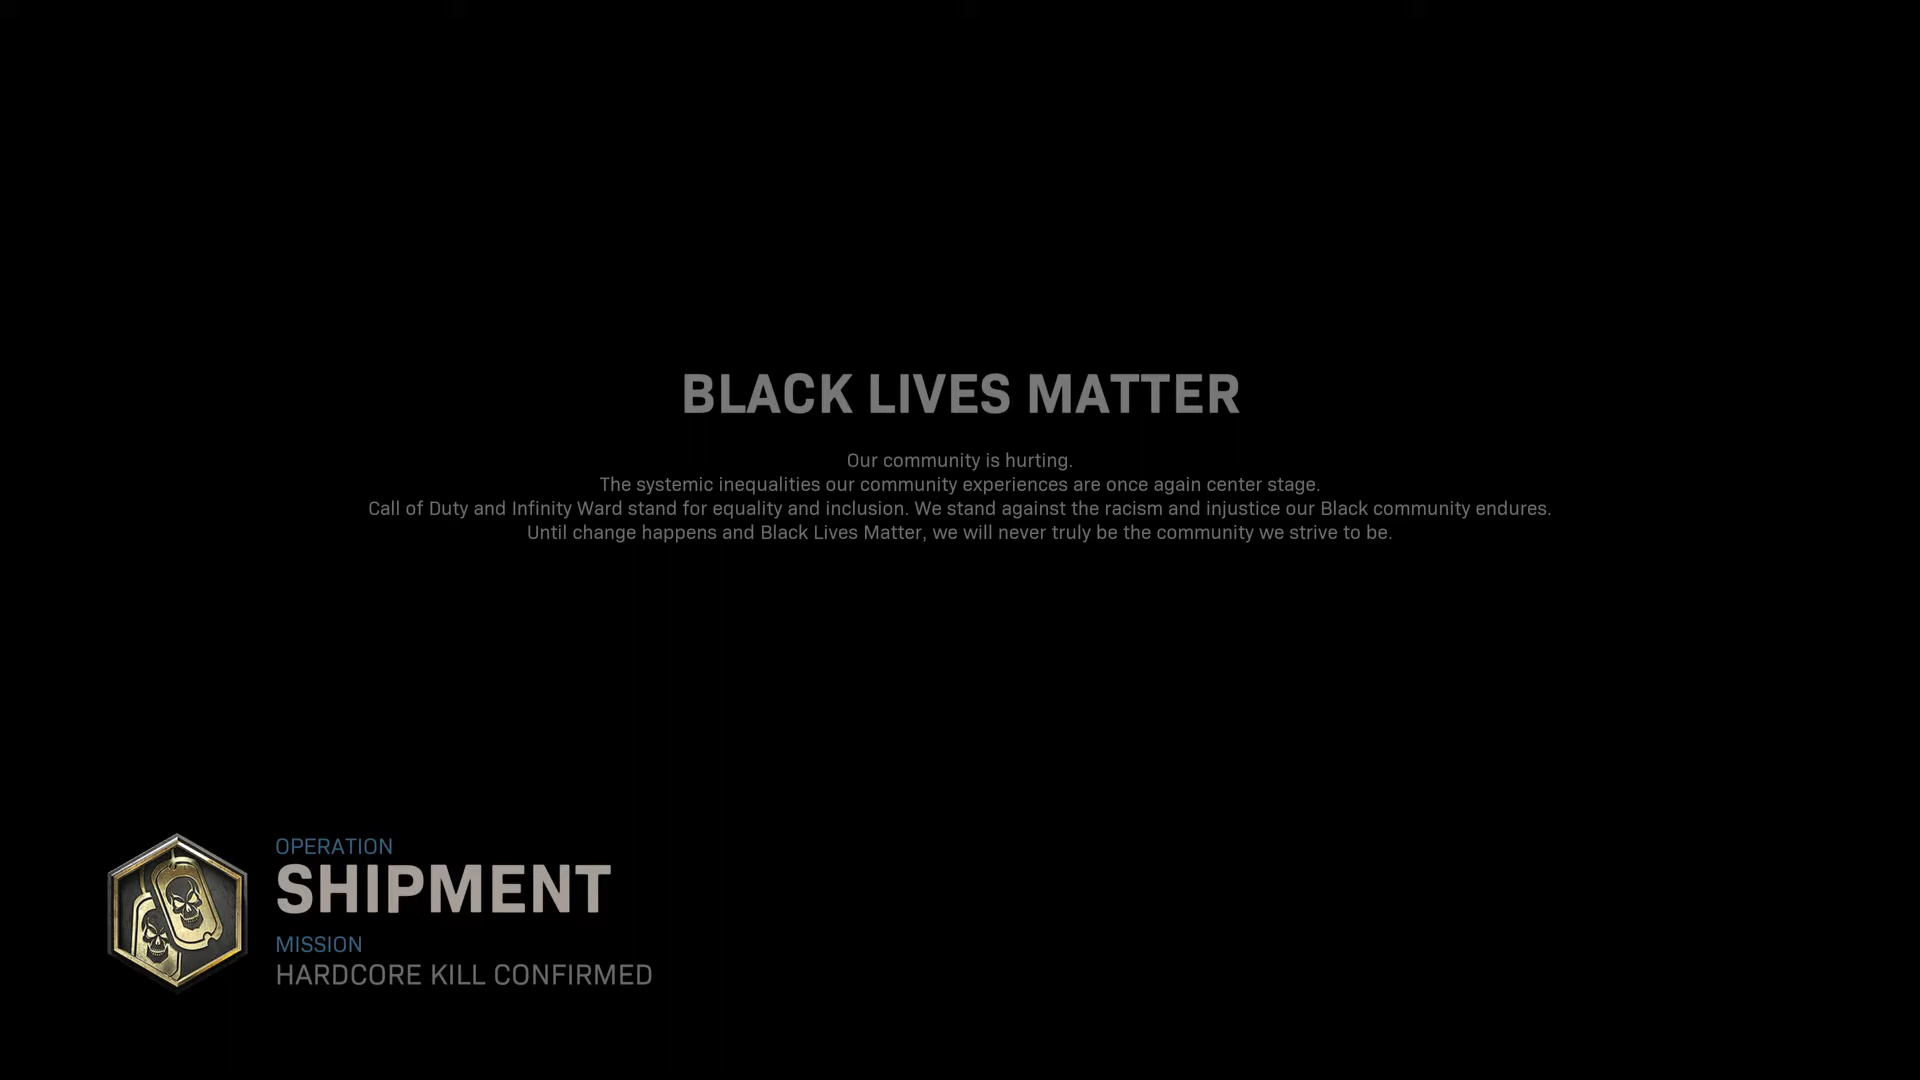 BLACK LIVES MATTER
Our community is hurting.
The systemic inequalities our community experiences are once again center stage.
Call of Duty and Infinity Ward stand for equality and inclusion. We stand against the racism and injustice our Black community endures.
Until change happens and Black Lives Matter, we will never truly be the community we strive to be.
OPERATION
SHIPMENT
MISSION
HARDCORE KILL CONFIRMED